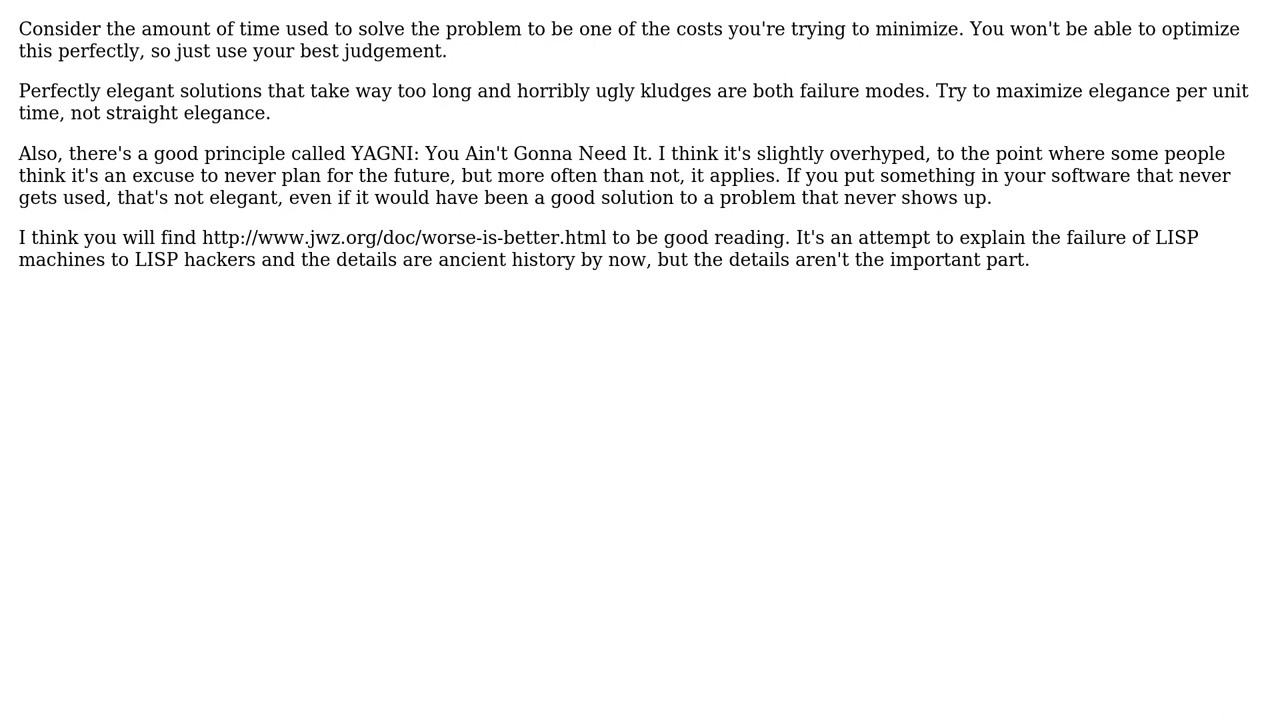 Consider the amount of time used to solve the problem to be one of the costs you're trying to minimize. You won't be able to optimize
this perfectly, so just use your best judgement.
Perfectly elegant solutions that take way too long and horribly ugly kludges are both failure modes. Try to maximize elegance per unit
time, not straight elegance.
Also, there's a good principle called YAGNI: You Ain't Gonna Need It. I think it's slightly overhyped, to the point where some people
think it's an excuse to never plan for the future, but more often than not, it applies. If you put something in your software that never
gets used, that's not elegant, even if it would have been a good solution to a problem that never shows up.
I think you will find http://www.jwz.org/doc/worse-is-better.html to be good reading. It's an attempt to explain the failure of LISP
machines to LISP hackers and the details are ancient history by now, but the details aren't the important part.